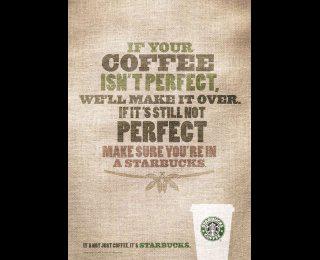 IF YOUR
COFFEE
ISN'T PERFECT,
WE'LL MAKE IT OVER.
IF IT'S STILL NOT
PERFECT
MAKE SURE YOU'RE IN
A STARBUCKS.
IT'S NOT JUST COFFEE. IT'S STARBUCKS.